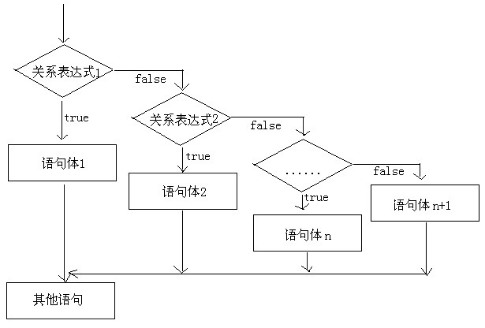 关系表达式1
false
true
关系表达式2
false
语句体1
true
......
false
语句体2
true
语句体n
语句体n+1
其他语句